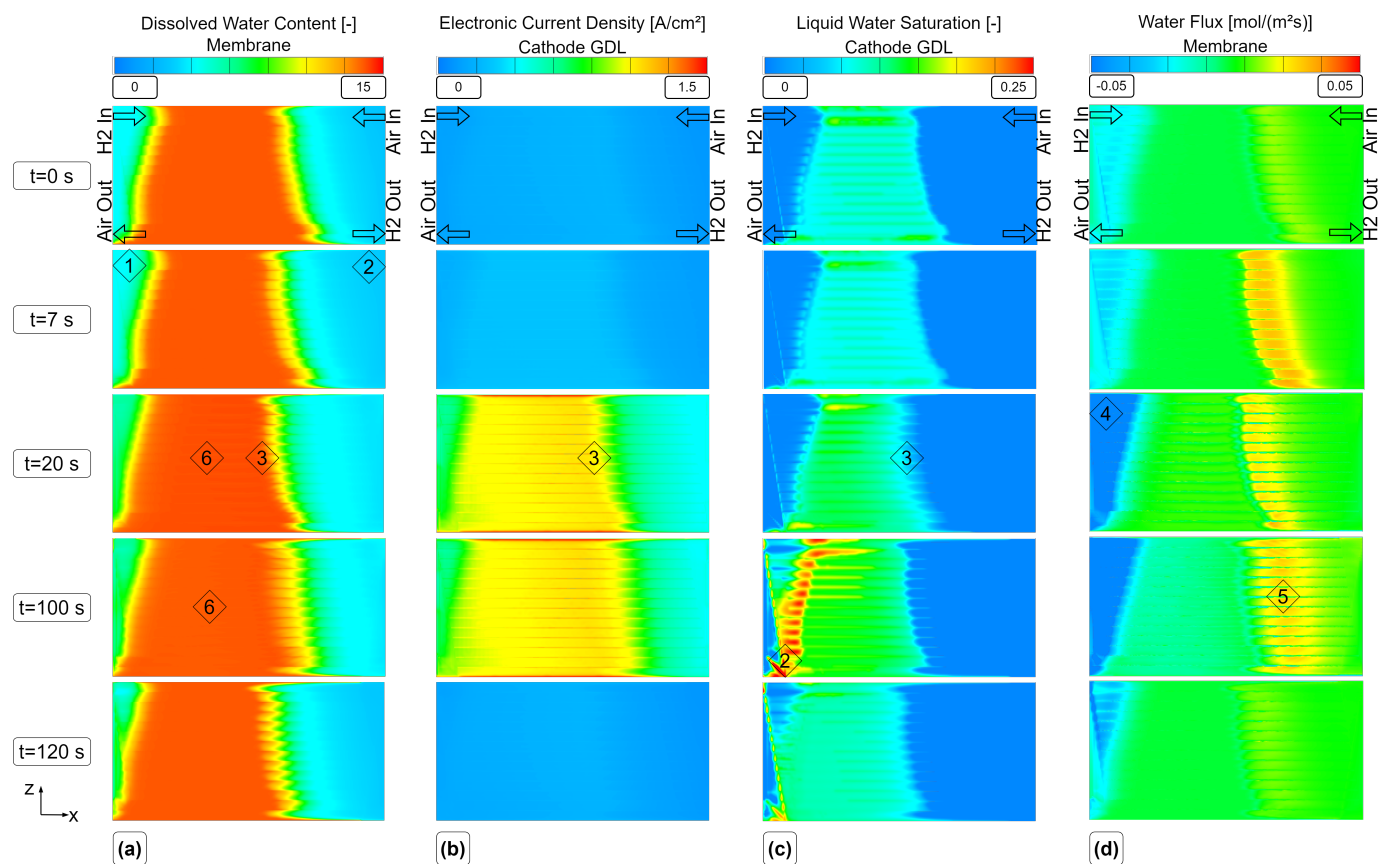 Dissolved Water Content [-]
Membrane
0
15
Electronic Current Density [A/cm²]
Cathode GDL
0
1.5
Liquid Water Saturation [-]
Cathode GDL
0
0.25
Water Flux [mol/(m²s)]
Membrane
-0.05
0.05
t=0 s
H2 In
Air Out
Air In
H2 Out
H2 In
Air Out
Air In
H2 Out
H2 In
Air Out
Air In
H2 Out
H2 In
Air Out
Air In
H2 Out
t=7 s
1
2
t=20 s
6
3
3
3
4
t=100 s
6
2
5
t=120 s
z
x
(a)
(b)
(c)
(d)